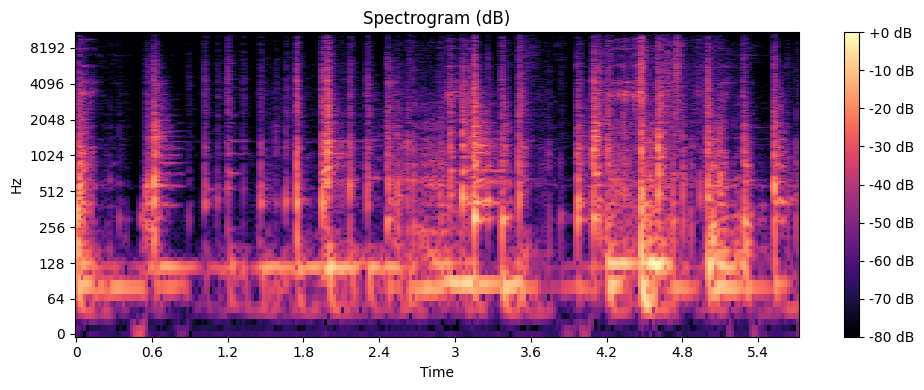 Spectrogram (dB)
8192
4096
2048
1024
512
256
128
64
0
Hz
0 0.6 1.2 1.8 2.4 3 3.6 4.2 4.8 5.4
Time
+0 dB
-10 dB
-20 dB
-30 dB
-40 dB
-50 dB
-60 dB
-70 dB
-80 dB